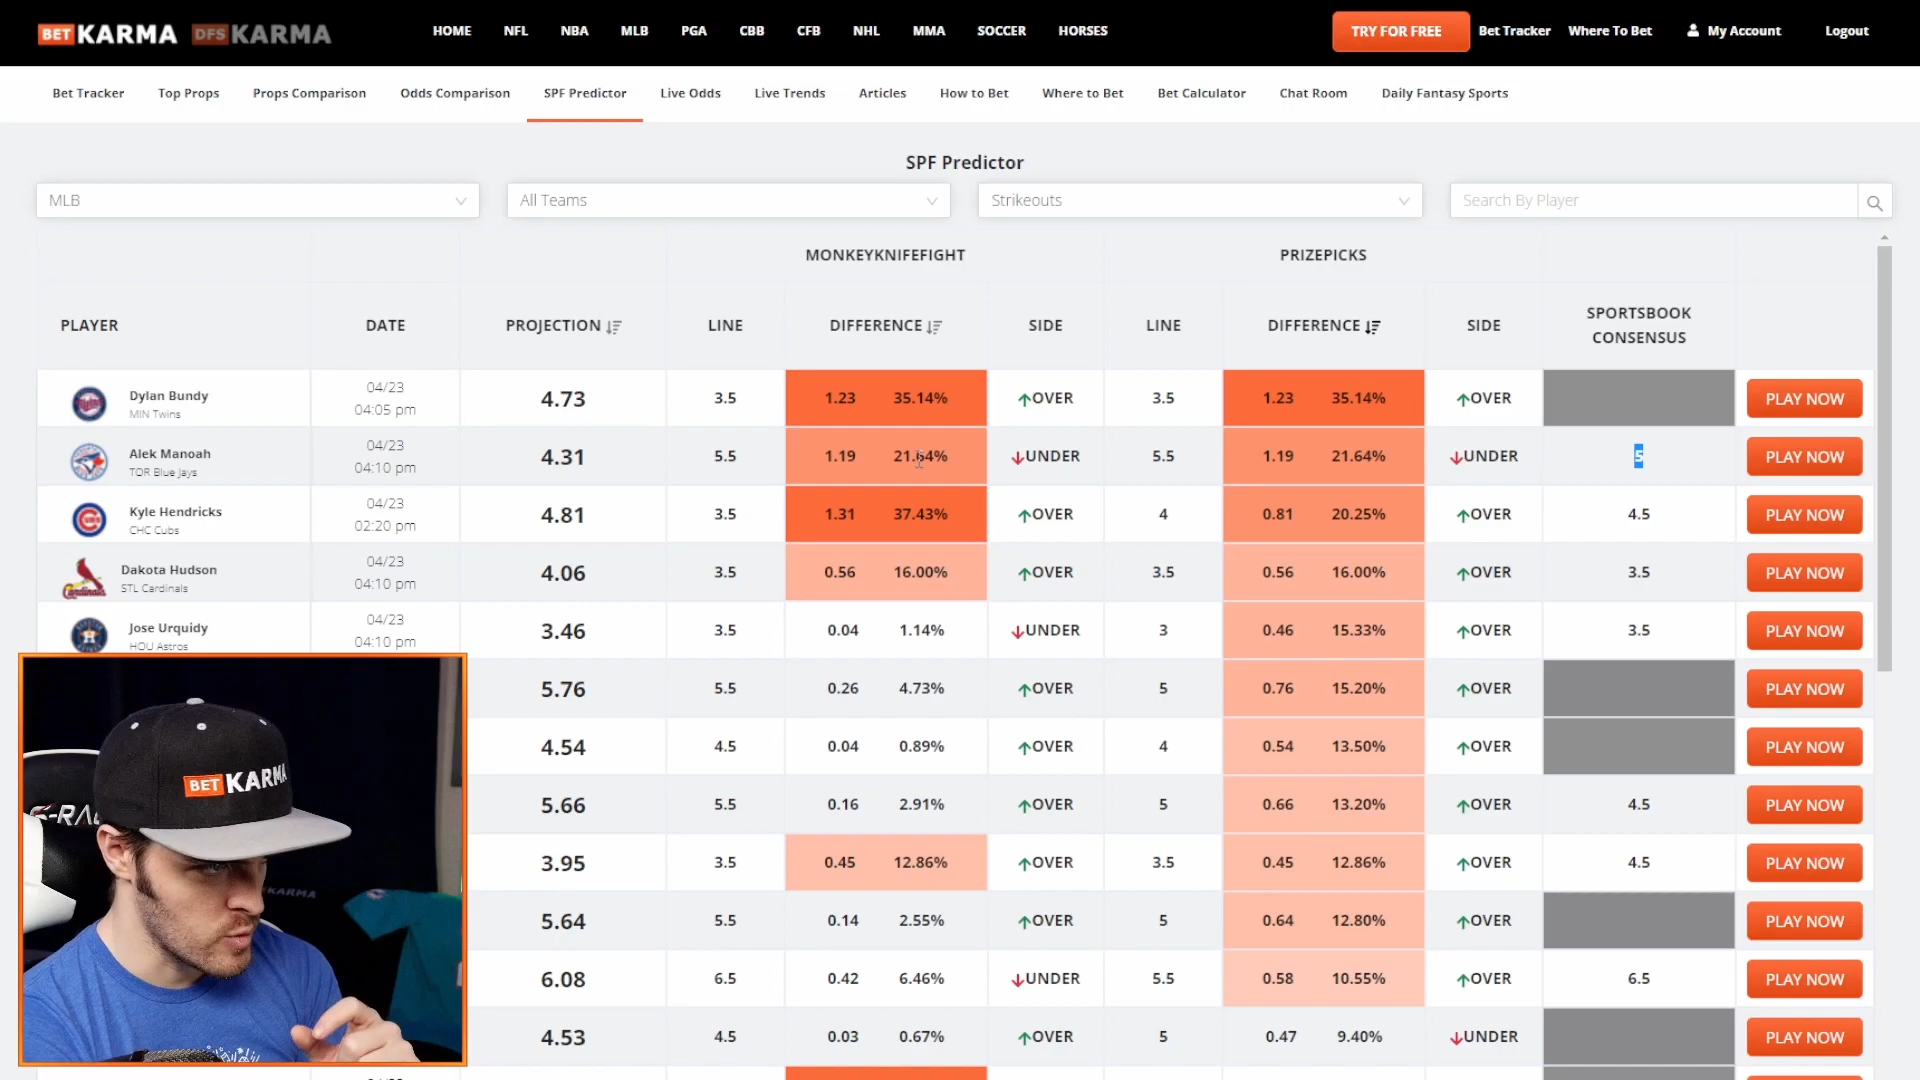 BET KARMA DFS KARMA HOME NFL NBA MLB PGA CBB CFB NHL MMA SOCCER HORSES TRY FOR FREE Bet Tracker Where To Bet My Account Logout
Bet Tracker Top Props Props Comparison Odds Comparison SPF Predictor Live Odds Live Trends Articles How to Bet Where to Bet Bet Calculator Chat Room Daily Fantasy Sports
SPF Predictor
MLB All Teams Strikeouts Search By Player
MONKEYKNIFEFIGHT PRIZEPICKS
PLAYER DATE PROJECTION LINE DIFFERENCE SIDE LINE DIFFERENCE SIDE SPORTSBOOK CONSENSUS
Dylan Bundy MIN Twins 04/23 04:05 pm 4.73 3.5 1.23 35.14% OVER 3.5 1.23 35.14% OVER PLAY NOW
Alek Manoah TOR Blue Jays 04/23 04:10 pm 4.31 5.5 1.19 21.64% UNDER 5.5 1.19 21.64% UNDER 5 PLAY NOW
Kyle Hendricks CHC Cubs 04/23 02:20 pm 4.81 3.5 1.31 37.43% OVER 4 0.81 20.25% OVER 4.5 PLAY NOW
Dakota Hudson STL Cardinals 04/23 04:10 pm 4.06 3.5 0.56 16.00% OVER 3.5 0.56 16.00% OVER 3.5 PLAY NOW
Jose Urquidy HOU Astros 04/23 04:10 pm 3.46 3.5 0.04 1.14% UNDER 3 0.46 15.33% OVER 3.5 PLAY NOW
5.76 5.5 0.26 4.73% OVER 5 0.76 15.20% OVER PLAY NOW
4.54 4.5 0.04 0.89% OVER 4 0.54 13.50% OVER PLAY NOW
5.66 5.5 0.16 2.91% OVER 5 0.66 13.20% OVER 4.5 PLAY NOW
3.95 3.5 0.45 12.86% OVER 3.5 0.45 12.86% OVER 4.5 PLAY NOW
5.64 5.5 0.14 2.55% OVER 5 0.64 12.80% OVER PLAY NOW
6.08 6.5 0.42 6.46% UNDER 5.5 0.58 10.55% OVER 6.5 PLAY NOW
4.53 4.5 0.03 0.67% OVER 5 0.47 9.40% UNDER PLAY NOW
BET KARMA